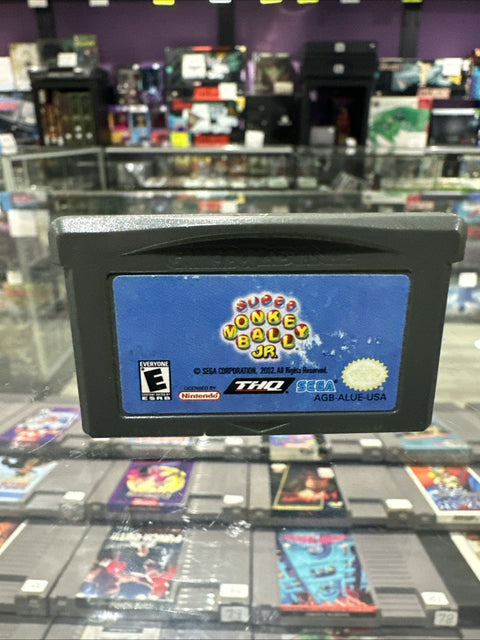 SUPER
MONKEY
BALL
JR.
© SEGA CORPORATION, 2002. All Rights Reserved.
EVERYONE
E
ESRB
LICENSED BY
Nintendo
THQ
SEGA
AGB-ALUE-USA